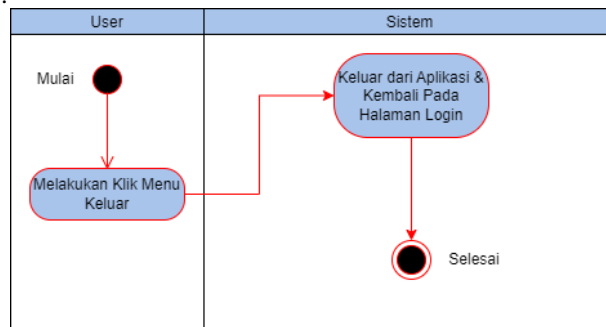 User
Sistem
Mulai
Melakukan Klik Menu
Keluar
Keluar dari Aplikasi &
Kembali Pada
Halaman Login
Selesai